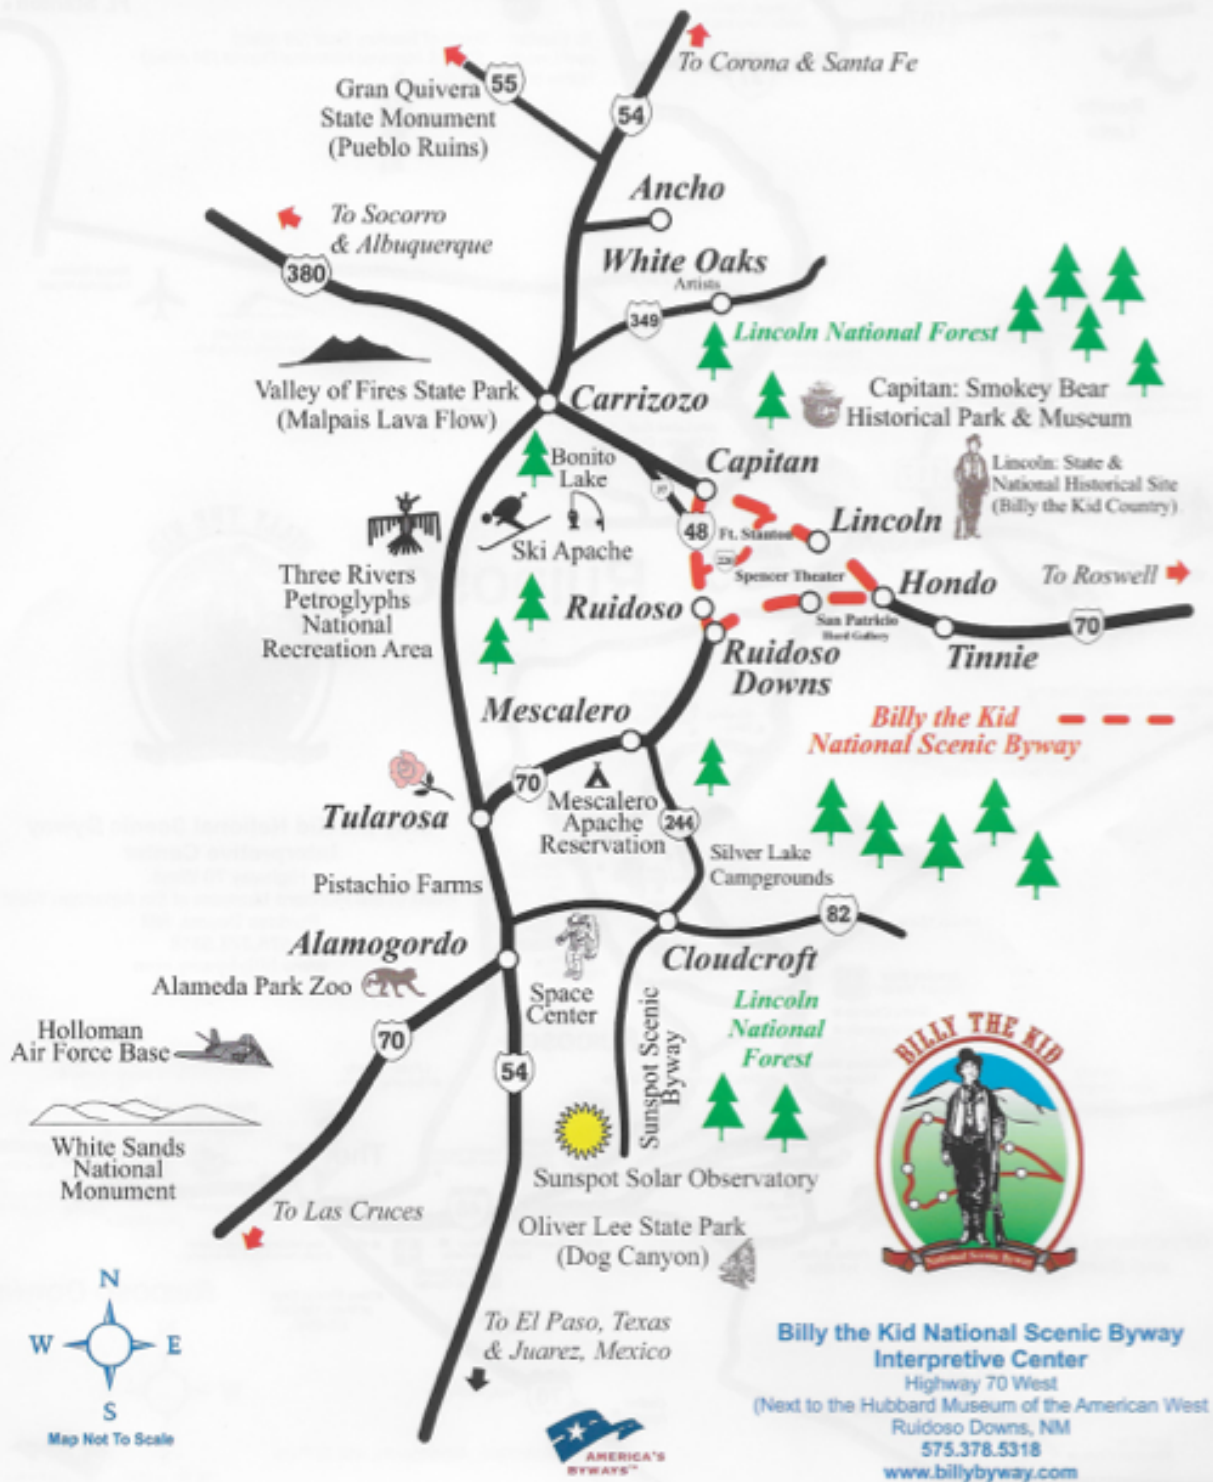 To Corona & Santa Fe
55
54
Gran Quivera
State Monument
(Pueblo Ruins)
Ancho
To Socorro
& Albuquerque
380
White Oaks
Artists
349
Lincoln National Forest
Valley of Fires State Park
(Malpais Lava Flow)
Carrizozo
Capitan: Smokey Bear
Historical Park & Museum
Bonito
Lake
Capitan
Lincoln: State &
National Historical Site
(Billy the Kid Country)
48
Ft. Stanton
Lincoln
Ski Apache
Three Rivers
Petroglyphs
National
Recreation Area
Spencer Theater
Hondo
To Roswell
Ruidoso
San Patricio
Hurd Gallery
70
Tinnie
Ruidoso
Downs
Mescalero
Billy the Kid
National Scenic Byway
70
Mescalero
Apache
Reservation
244
Tularosa
Silver Lake
Campgrounds
Pistachio Farms
82
Alamogordo
Cloudcroft
Alameda Park Zoo
Space
Center
Sunspot Scenic
Byway
Lincoln
National
Forest
Holloman
Air Force Base
70
54
BILLY THE KID
National Scenic Byway
White Sands
National
Monument
Sunspot Solar Observatory
To Las Cruces
Oliver Lee State Park
(Dog Canyon)
N
W
E
S
Map Not To Scale
To El Paso, Texas
& Juarez, Mexico
AMERICA'S
BYWAYS™
Billy the Kid National Scenic Byway
Interpretive Center
Highway 70 West
(Next to the Hubbard Museum of the American West
Ruidoso Downs, NM
575.378.5318
www.billybyway.com